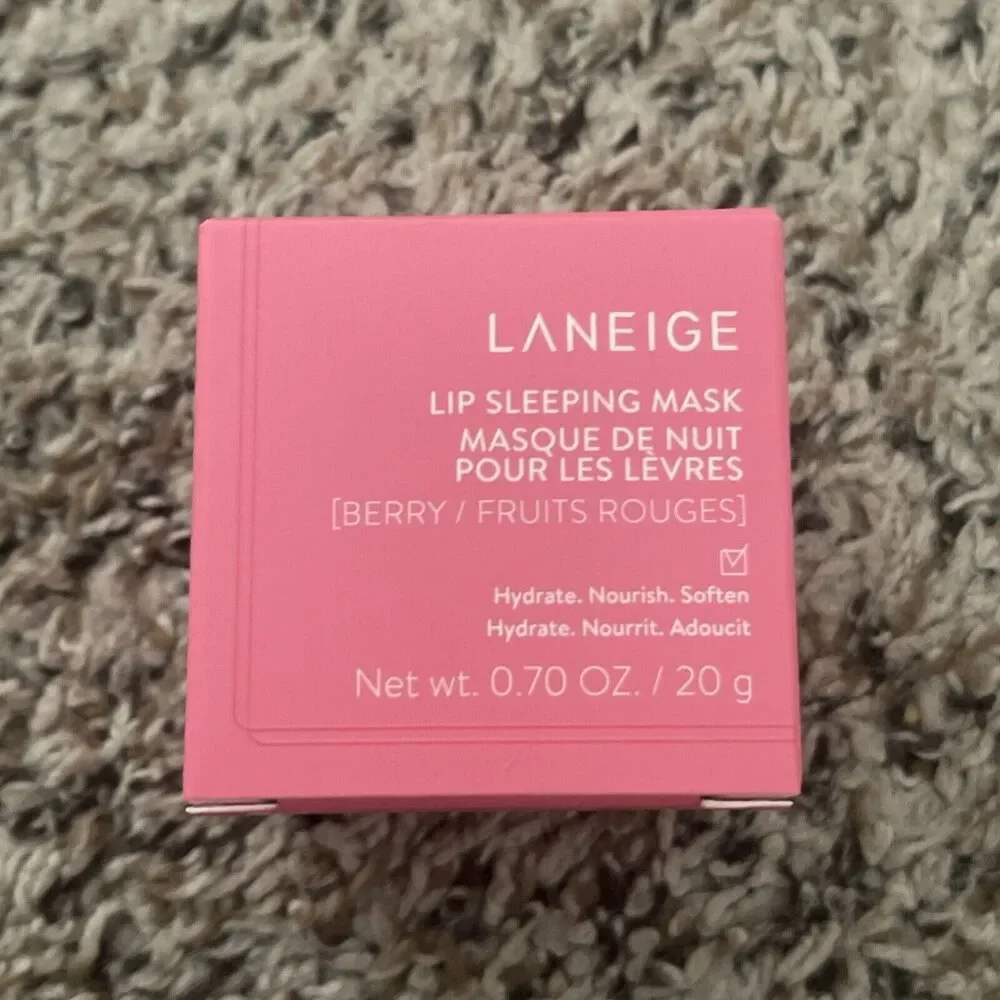 LANEIGE
LIP SLEEPING MASK
MASQUE DE NUIT
POUR LES LÈVRES
[BERRY / FRUITS ROUGES]
Hydrate. Nourish. Soften
Hydrate. Nourrit. Adoucit
Net wt. 0.70 OZ. / 20 g